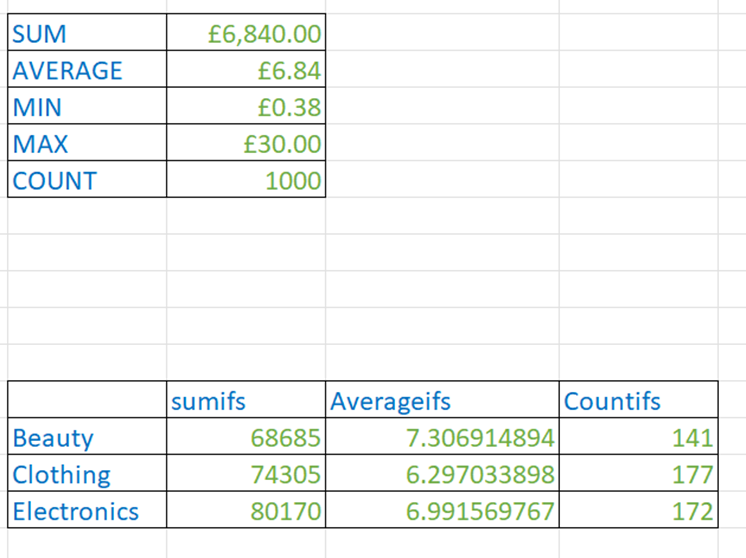 SUM £6,840.00
AVERAGE £6.84
MIN £0.38
MAX £30.00
COUNT 1000
sumifs Averageifs Countifs
Beauty 68685 7.306914894 141
Clothing 74305 6.297033898 177
Electronics 80170 6.991569767 172